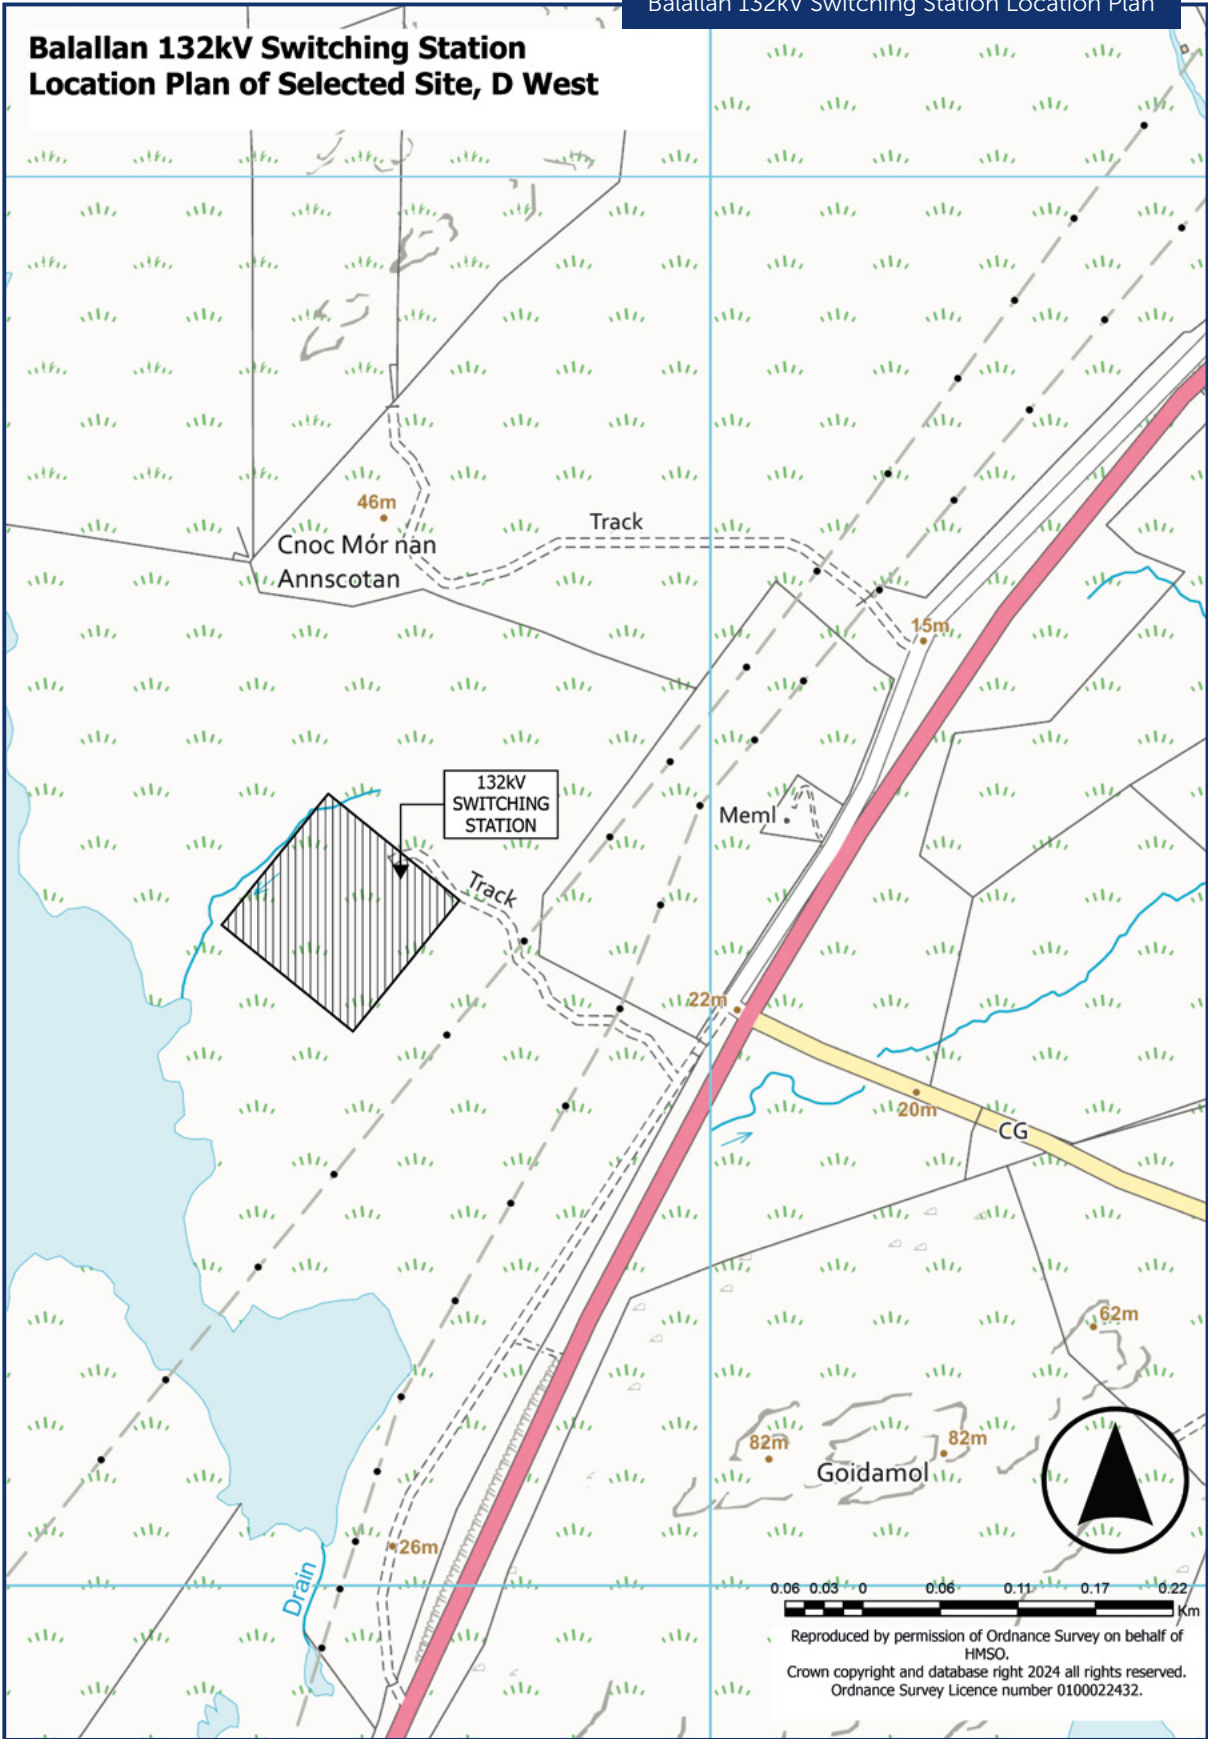 Balallan 132kV Switching Station Location Plan
Balallan 132kV Switching Station
Location Plan of Selected Site, D West
46m
Cnoc Mór nan
Annscotan
Track
15m
132kV
SWITCHING
STATION
Meml
Track
22m
20m
CG
62m
82m
82m
Goidamol
26m
Drain
0.06 0.03 0 0.06 0.11 0.17 0.22
Km
Reproduced by permission of Ordnance Survey on behalf of
HMSO.
Crown copyright and database right 2024 all rights reserved.
Ordnance Survey Licence number 0100022432.